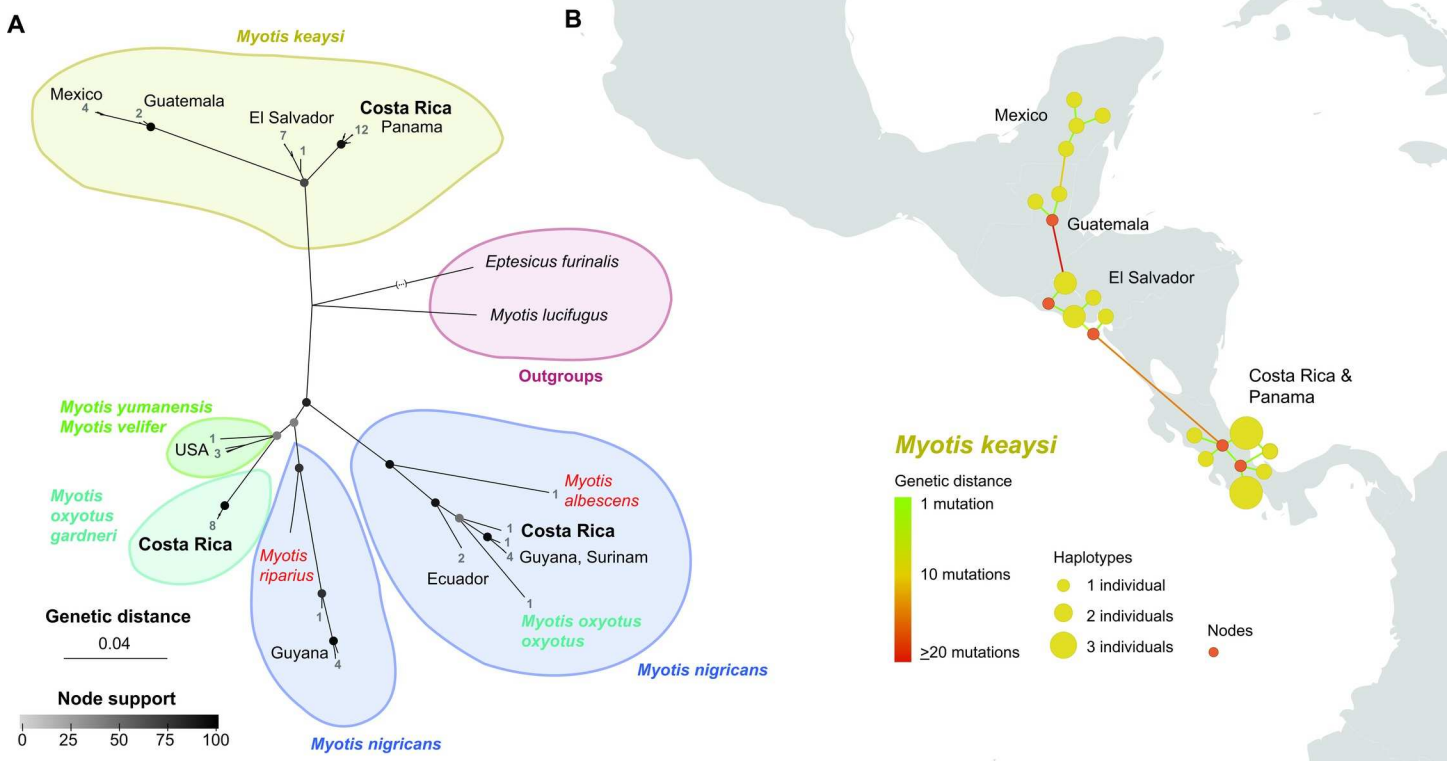 A
Myotis keaysi
Mexico
4
2
Guatemala
El Salvador
7
1
Costa Rica
12
Panama
(...)
Eptesicus furinalis
Myotis lucifugus
Outgroups
Myotis yumanensis
Myotis velifer
USA
1
3
Myotis
oxyotus
gardneri
8
Costa Rica
Myotis
riparius
1
Guyana
4
Myotis nigricans
1
Myotis
albescens
1
Costa Rica
1
4
Guyana, Surinam
2
Ecuador
1
Myotis oxyotus
oxyotus
Myotis nigricans
Genetic distance
0.04
Node support
0 25 50 75 100
B
Mexico
Guatemala
El Salvador
Costa Rica &
Panama
Myotis keaysi
Genetic distance
1 mutation
10 mutations
≥20 mutations
Haplotypes
1 individual
2 individuals
3 individuals
Nodes